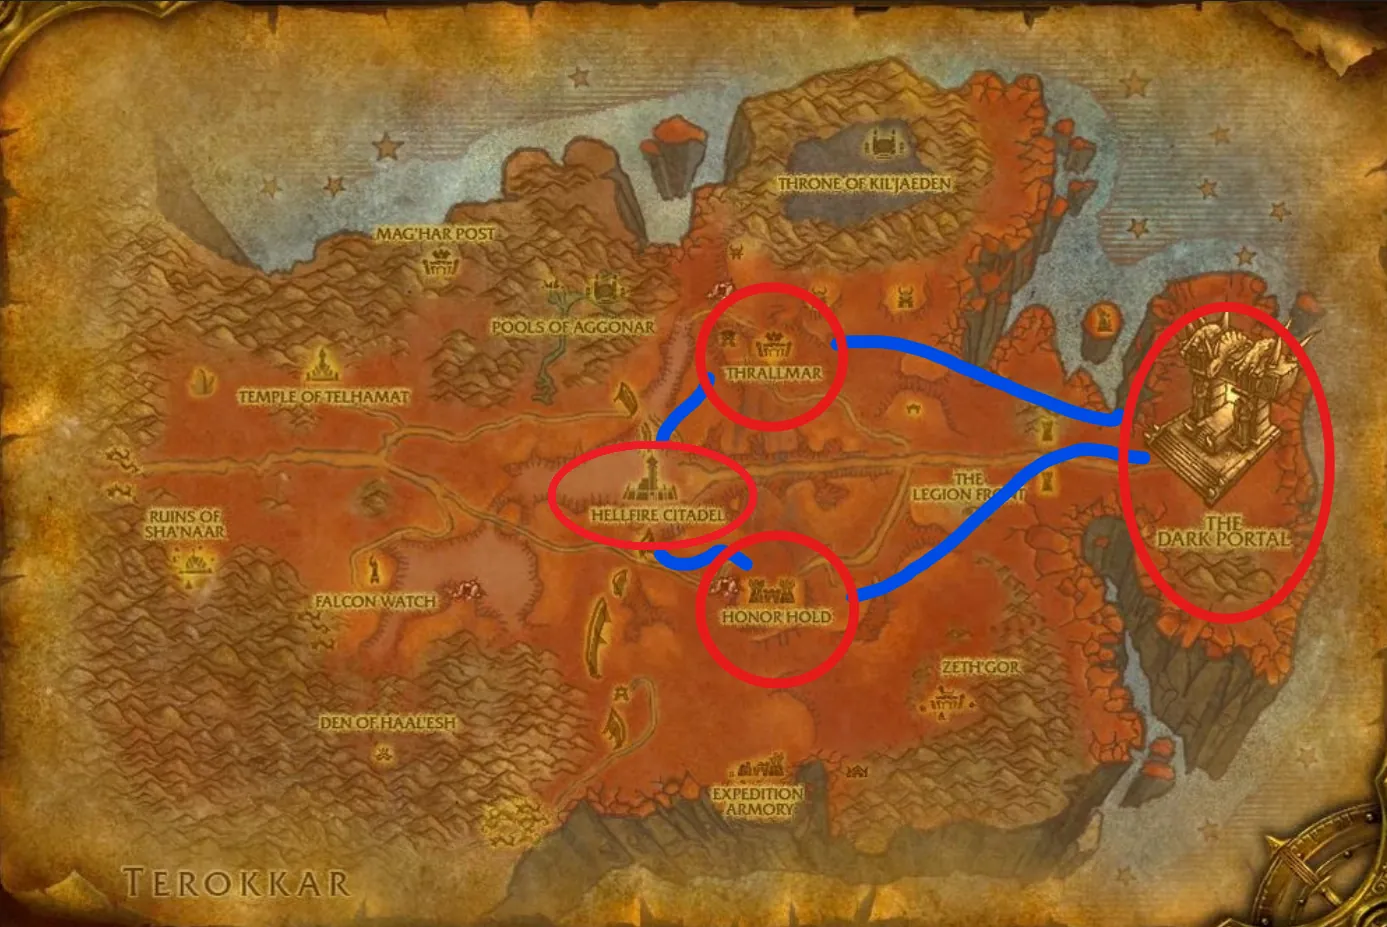 THRONE OF KIL'JAEDEN
MAG'HAR POST
POOLS OF AGGONAR
THRALLMAR
TEMPLE OF TELHAMAT
THE
LEGION FRONT
HELLFIRE CITADEL
RUINS OF
SHA'NAAR
THE
DARK PORTAL
FALCON WATCH
HONOR HOLD
ZETH'GOR
DEN OF HAAL'ESH
EXPEDITION
ARMORY
TEROKKAR